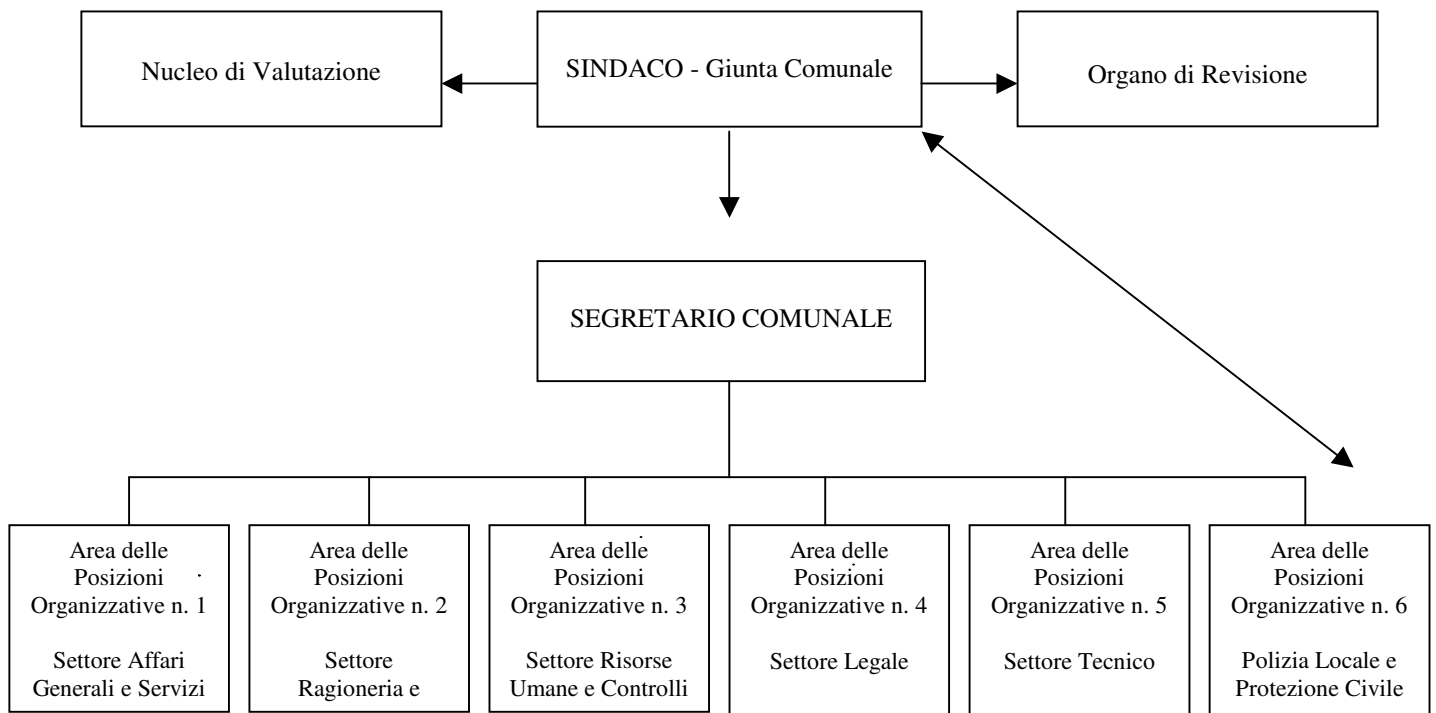 Nucleo di Valutazione
SINDACO - Giunta Comunale
Organo di Revisione
SEGRETARIO COMUNALE
Area delle
Posizioni
Organizzative n. 1
Settore Affari
Generali e Servizi
Area delle
Posizioni
Organizzative n. 2
Settore
Ragioneria e
Area delle
Posizioni
Organizzative n. 3
Settore Risorse
Umane e Controlli
Area delle
Posizioni
Organizzative n. 4
Settore Legale
Area delle
Posizioni
Organizzative n. 5
Settore Tecnico
Area delle
Posizioni
Organizzative n. 6
Polizia Locale e
Protezione Civile